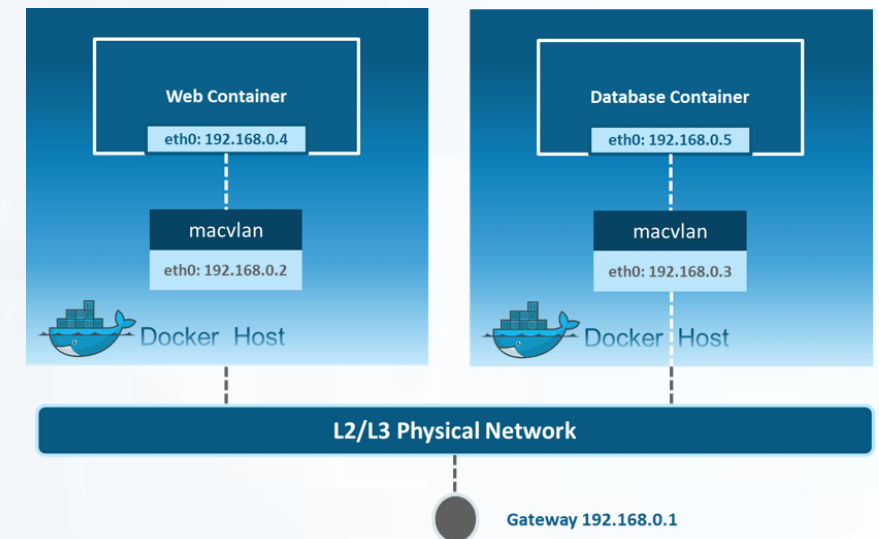 Web Container
eth0: 192.168.0.4
macvlan
eth0: 192.168.0.2
Docker Host
Database Container
eth0: 192.168.0.5
macvlan
eth0: 192.168.0.3
Docker Host
L2/L3 Physical Network
Gateway 192.168.0.1